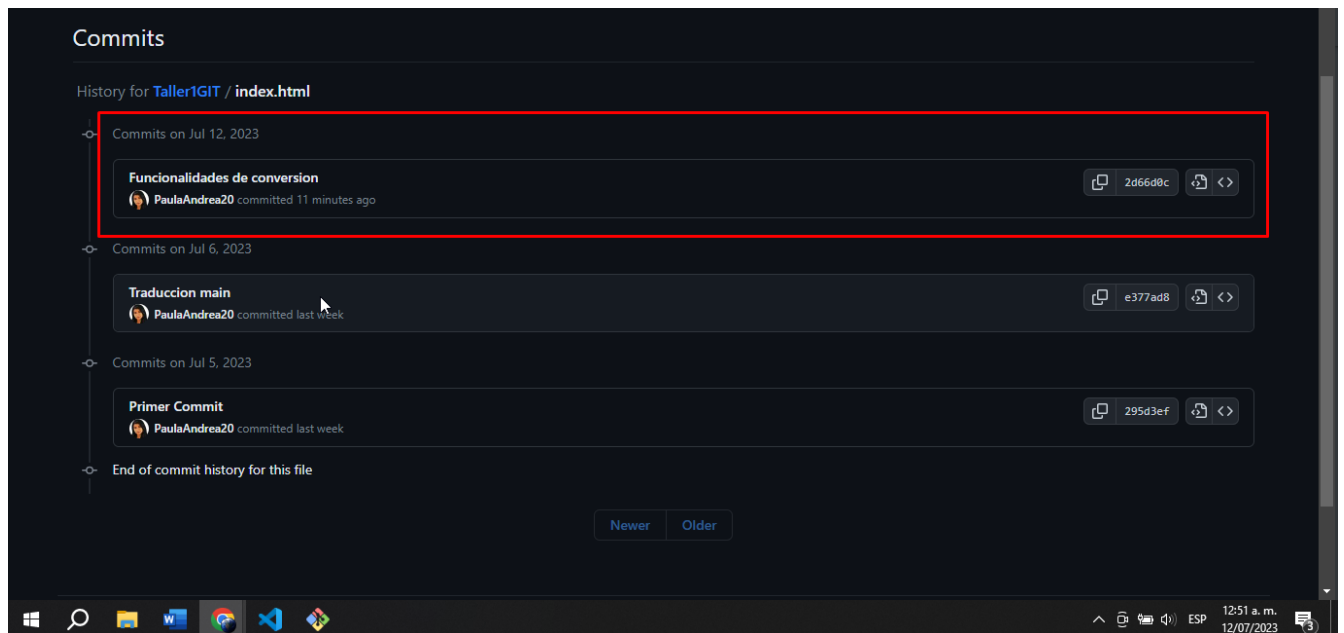 Commits
History for Taller1GIT / index.html
Commits on Jul 12, 2023
Funcionalidades de conversion
PaulaAndrea20 committed 11 minutes ago
2d66d0c
Commits on Jul 6, 2023
Traduccion main
PaulaAndrea20 committed last week
e377ad8
Commits on Jul 5, 2023
Primer Commit
PaulaAndrea20 committed last week
295d3ef
End of commit history for this file
Newer Older
W
ESP
12:51 a. m.
12/07/2023
3